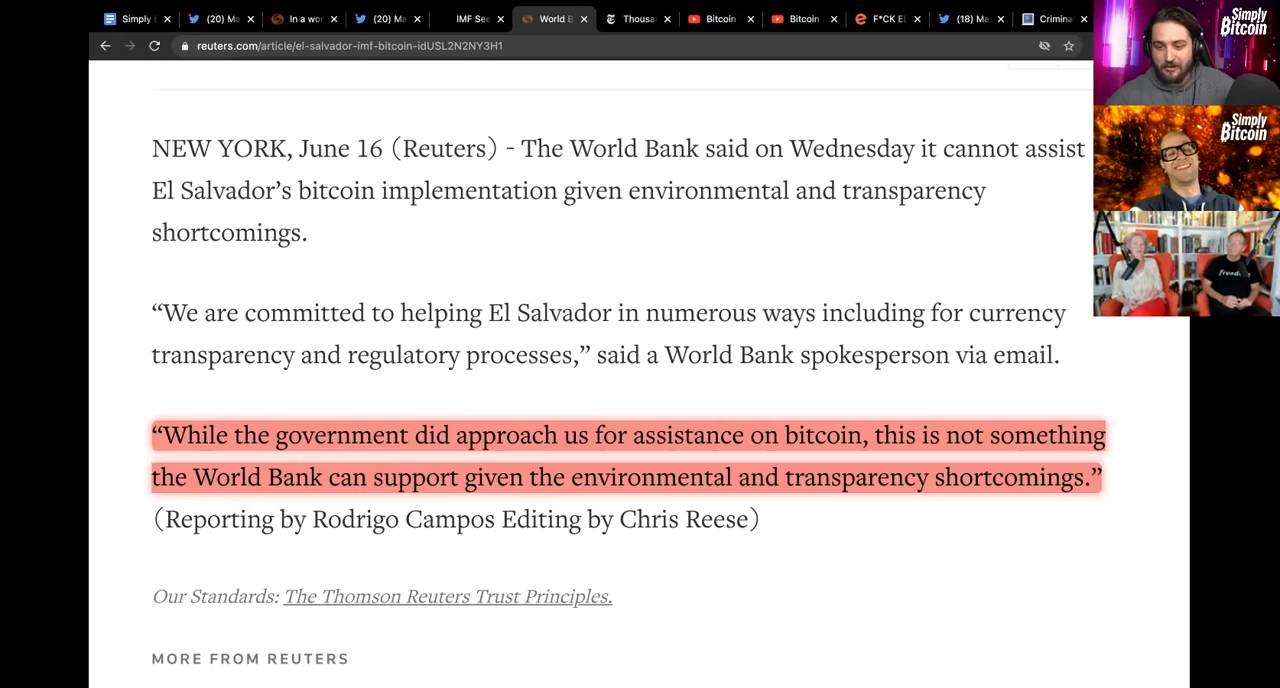 Simply
(20) Ma
In a wor
(20) Ma
IMF See
World B
Thousa
Bitcoin
Bitcoin
F*CK El
(18) Ma
Crimina
reuters.com/article/el-salvador-imf-bitcoin-idUSL2N2NY3H1
Simply
Bitcoin
Simply
Bitcoin
NEW YORK, June 16 (Reuters) - The World Bank said on Wednesday it cannot assist
El Salvador’s bitcoin implementation given environmental and transparency
shortcomings.
“We are committed to helping El Salvador in numerous ways including for currency
transparency and regulatory processes,” said a World Bank spokesperson via email.
“While the government did approach us for assistance on bitcoin, this is not something
the World Bank can support given the environmental and transparency shortcomings.”
(Reporting by Rodrigo Campos Editing by Chris Reese)
Our Standards: The Thomson Reuters Trust Principles.
MORE FROM REUTERS